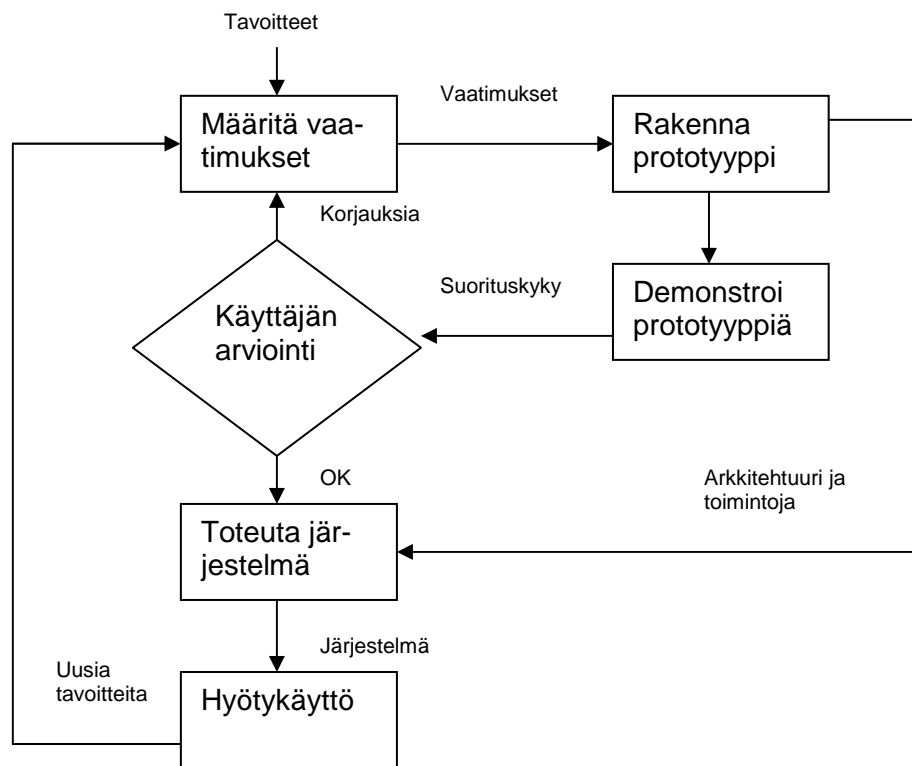 Tavoitteet
Määritä vaa-
timukset
Vaatimukset
Rakenna
prototyyppi
Korjauksia
Käyttäjän
arviointi
Suorituskyky
Demonstroi
prototyyppiä
OK
Arkkitehtuuri ja
toimintoja
Toteuta jär-
jestelmä
Järjestelmä
Uusia
tavoitteita
Hyötykäyttö